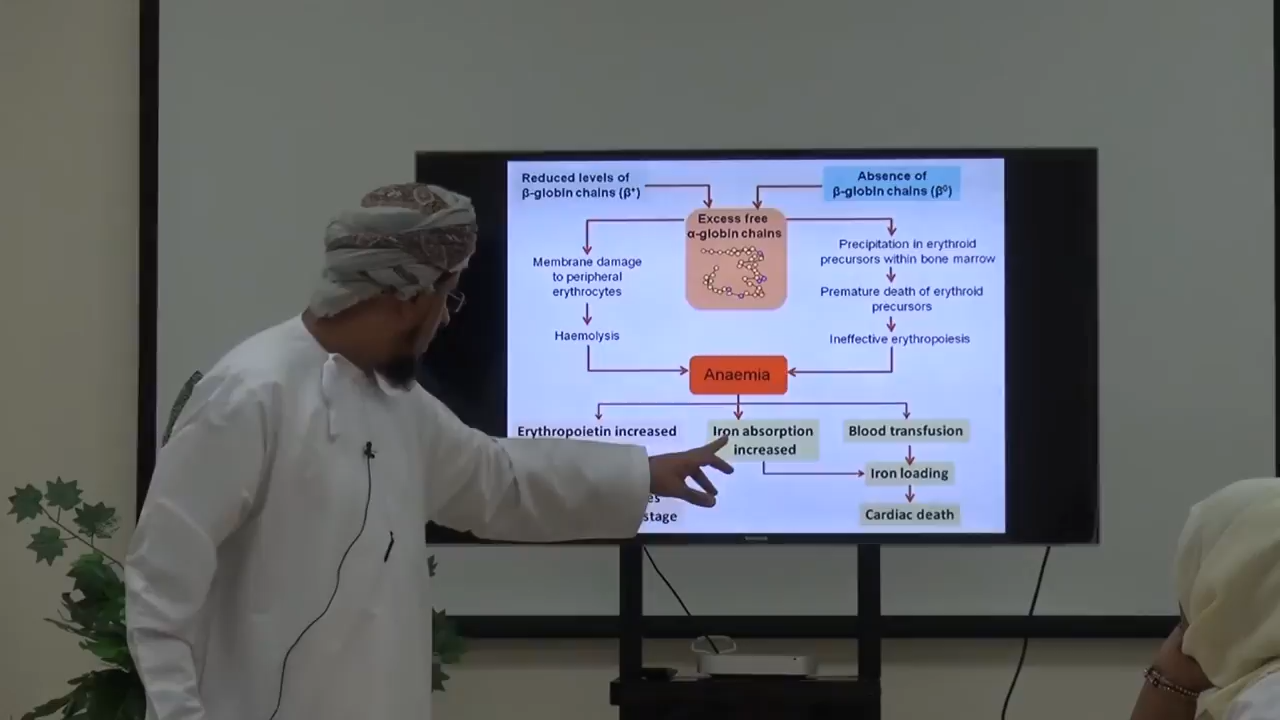 Reduced levels of
β-globin chains (β⁺)
Absence of
β-globin chains (β⁰)
Excess free
α-globin chains
Membrane damage
to peripheral
erythrocytes
Haemolysis
Precipitation in erythroid
precursors within bone marrow
Premature death of erythroid
precursors
Ineffective erythropoiesis
Anaemia
Erythropoietin increased
Iron absorption
increased
Blood transfusion
Iron loading
Cardiac death
stage